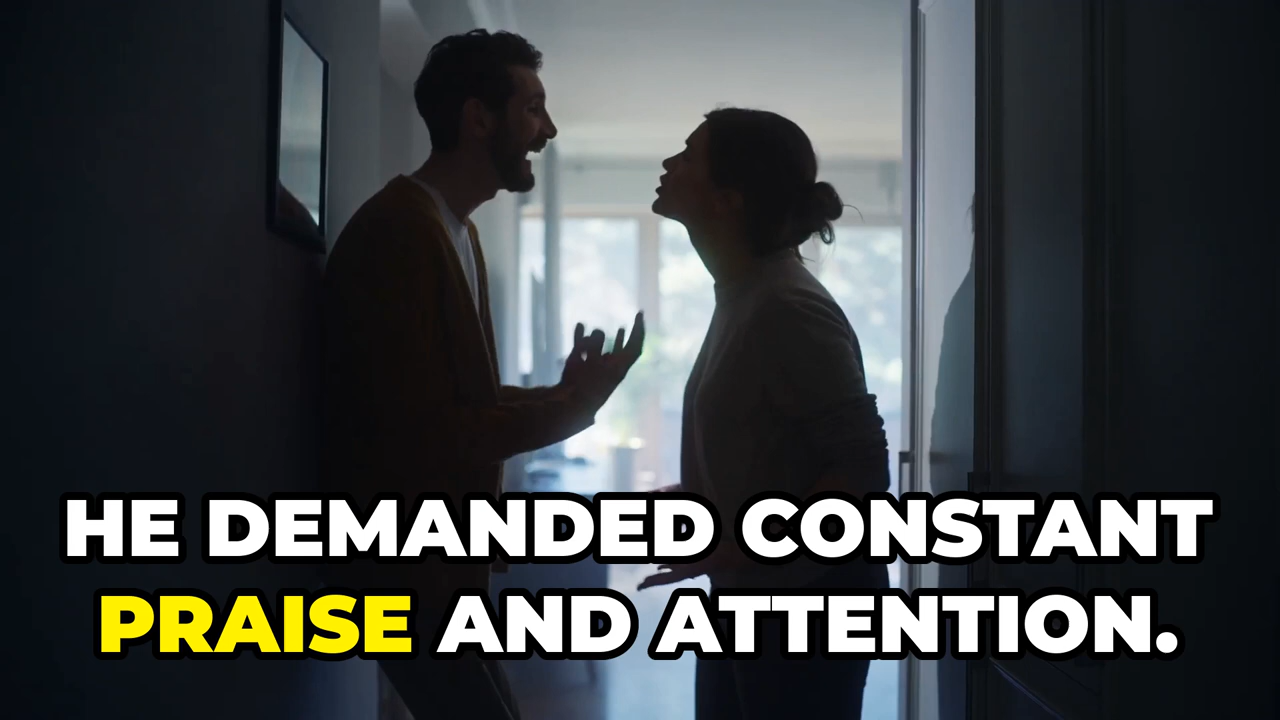 HE DEMANDED CONSTANT
PRAISE AND ATTENTION.